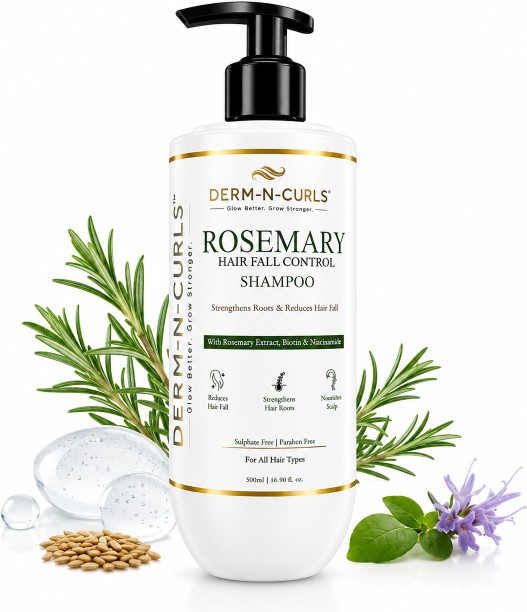 DERM-N-CURLS®
Glow Better. Grow Stronger.
ROSEMARY
HAIR FALL CONTROL
SHAMPOO
Strengthens Roots & Reduces Hair Fall
With Rosemary Extract, Biotin & Niacinamide
Reduces
Hair Fall
Strengthens
Hair Roots
Nourishes
Scalp
Sulphate Free | Paraben Free
For All Hair Types
500ml | 16.90 fl. oz.
DERM-N-CURLS™
Glow Better. Grow Stronger.